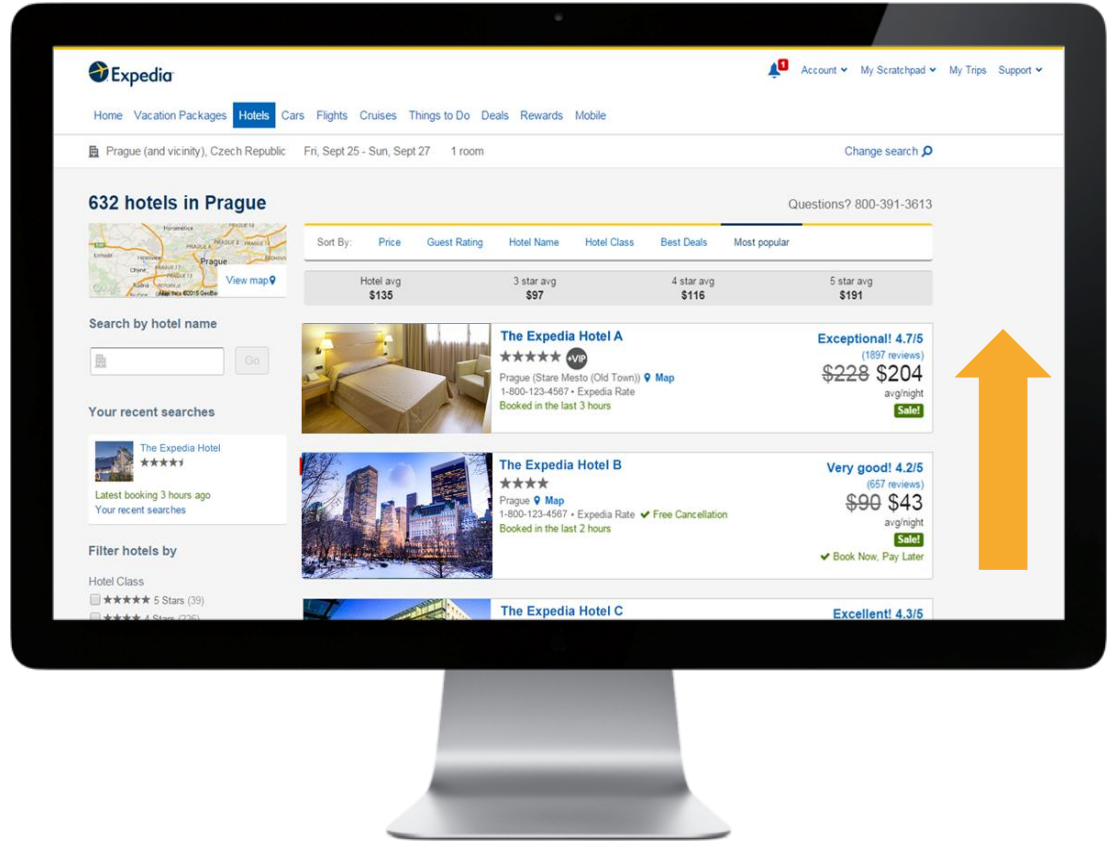 Expedia
1
Account
My Scratchpad
My Trips
Support
Home Vacation Packages Hotels Cars Flights Cruises Things to Do Deals Rewards Mobile
Prague (and vicinity), Czech Republic Fri, Sept 25 - Sun, Sept 27 1 room
Change search
632 hotels in Prague
Questions? 800-391-3613
Prague
View map
Sort By: Price Guest Rating Hotel Name Hotel Class Best Deals Most popular
Hotel avg 3 star avg 4 star avg 5 star avg
$135 $97 $116 $191
Search by hotel name
Go
Your recent searches
The Expedia Hotel
Latest booking 3 hours ago
Your recent searches
Filter hotels by
Hotel Class
5 Stars (39)
4 Stars (226)
The Expedia Hotel A
+VIP
Prague (Stare Mesto (Old Town)) Map
1-800-123-4567 • Expedia Rate
Booked in the last 3 hours
Exceptional! 4.7/5
(1897 reviews)
$228 $204
avg/night
Sale!
The Expedia Hotel B
Prague Map
1-800-123-4567 • Expedia Rate Free Cancellation
Booked in the last 2 hours
Very good! 4.2/5
(657 reviews)
$90 $43
avg/night
Sale!
Book Now, Pay Later
The Expedia Hotel C
Excellent! 4.3/5